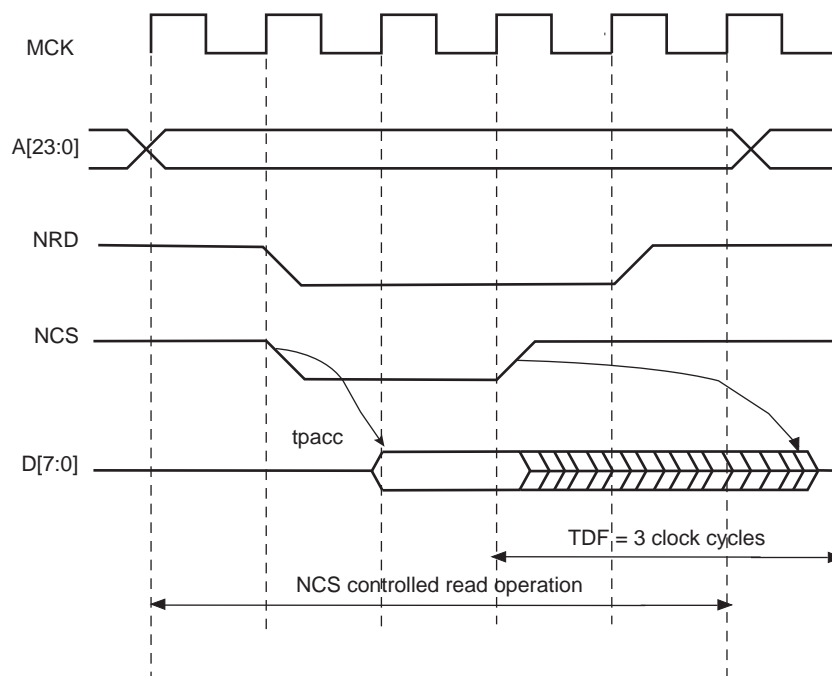 MCK
A[23:0]
NRD
NCS
tpacc
D[7:0]
TDF = 3 clock cycles
NCS controlled read operation